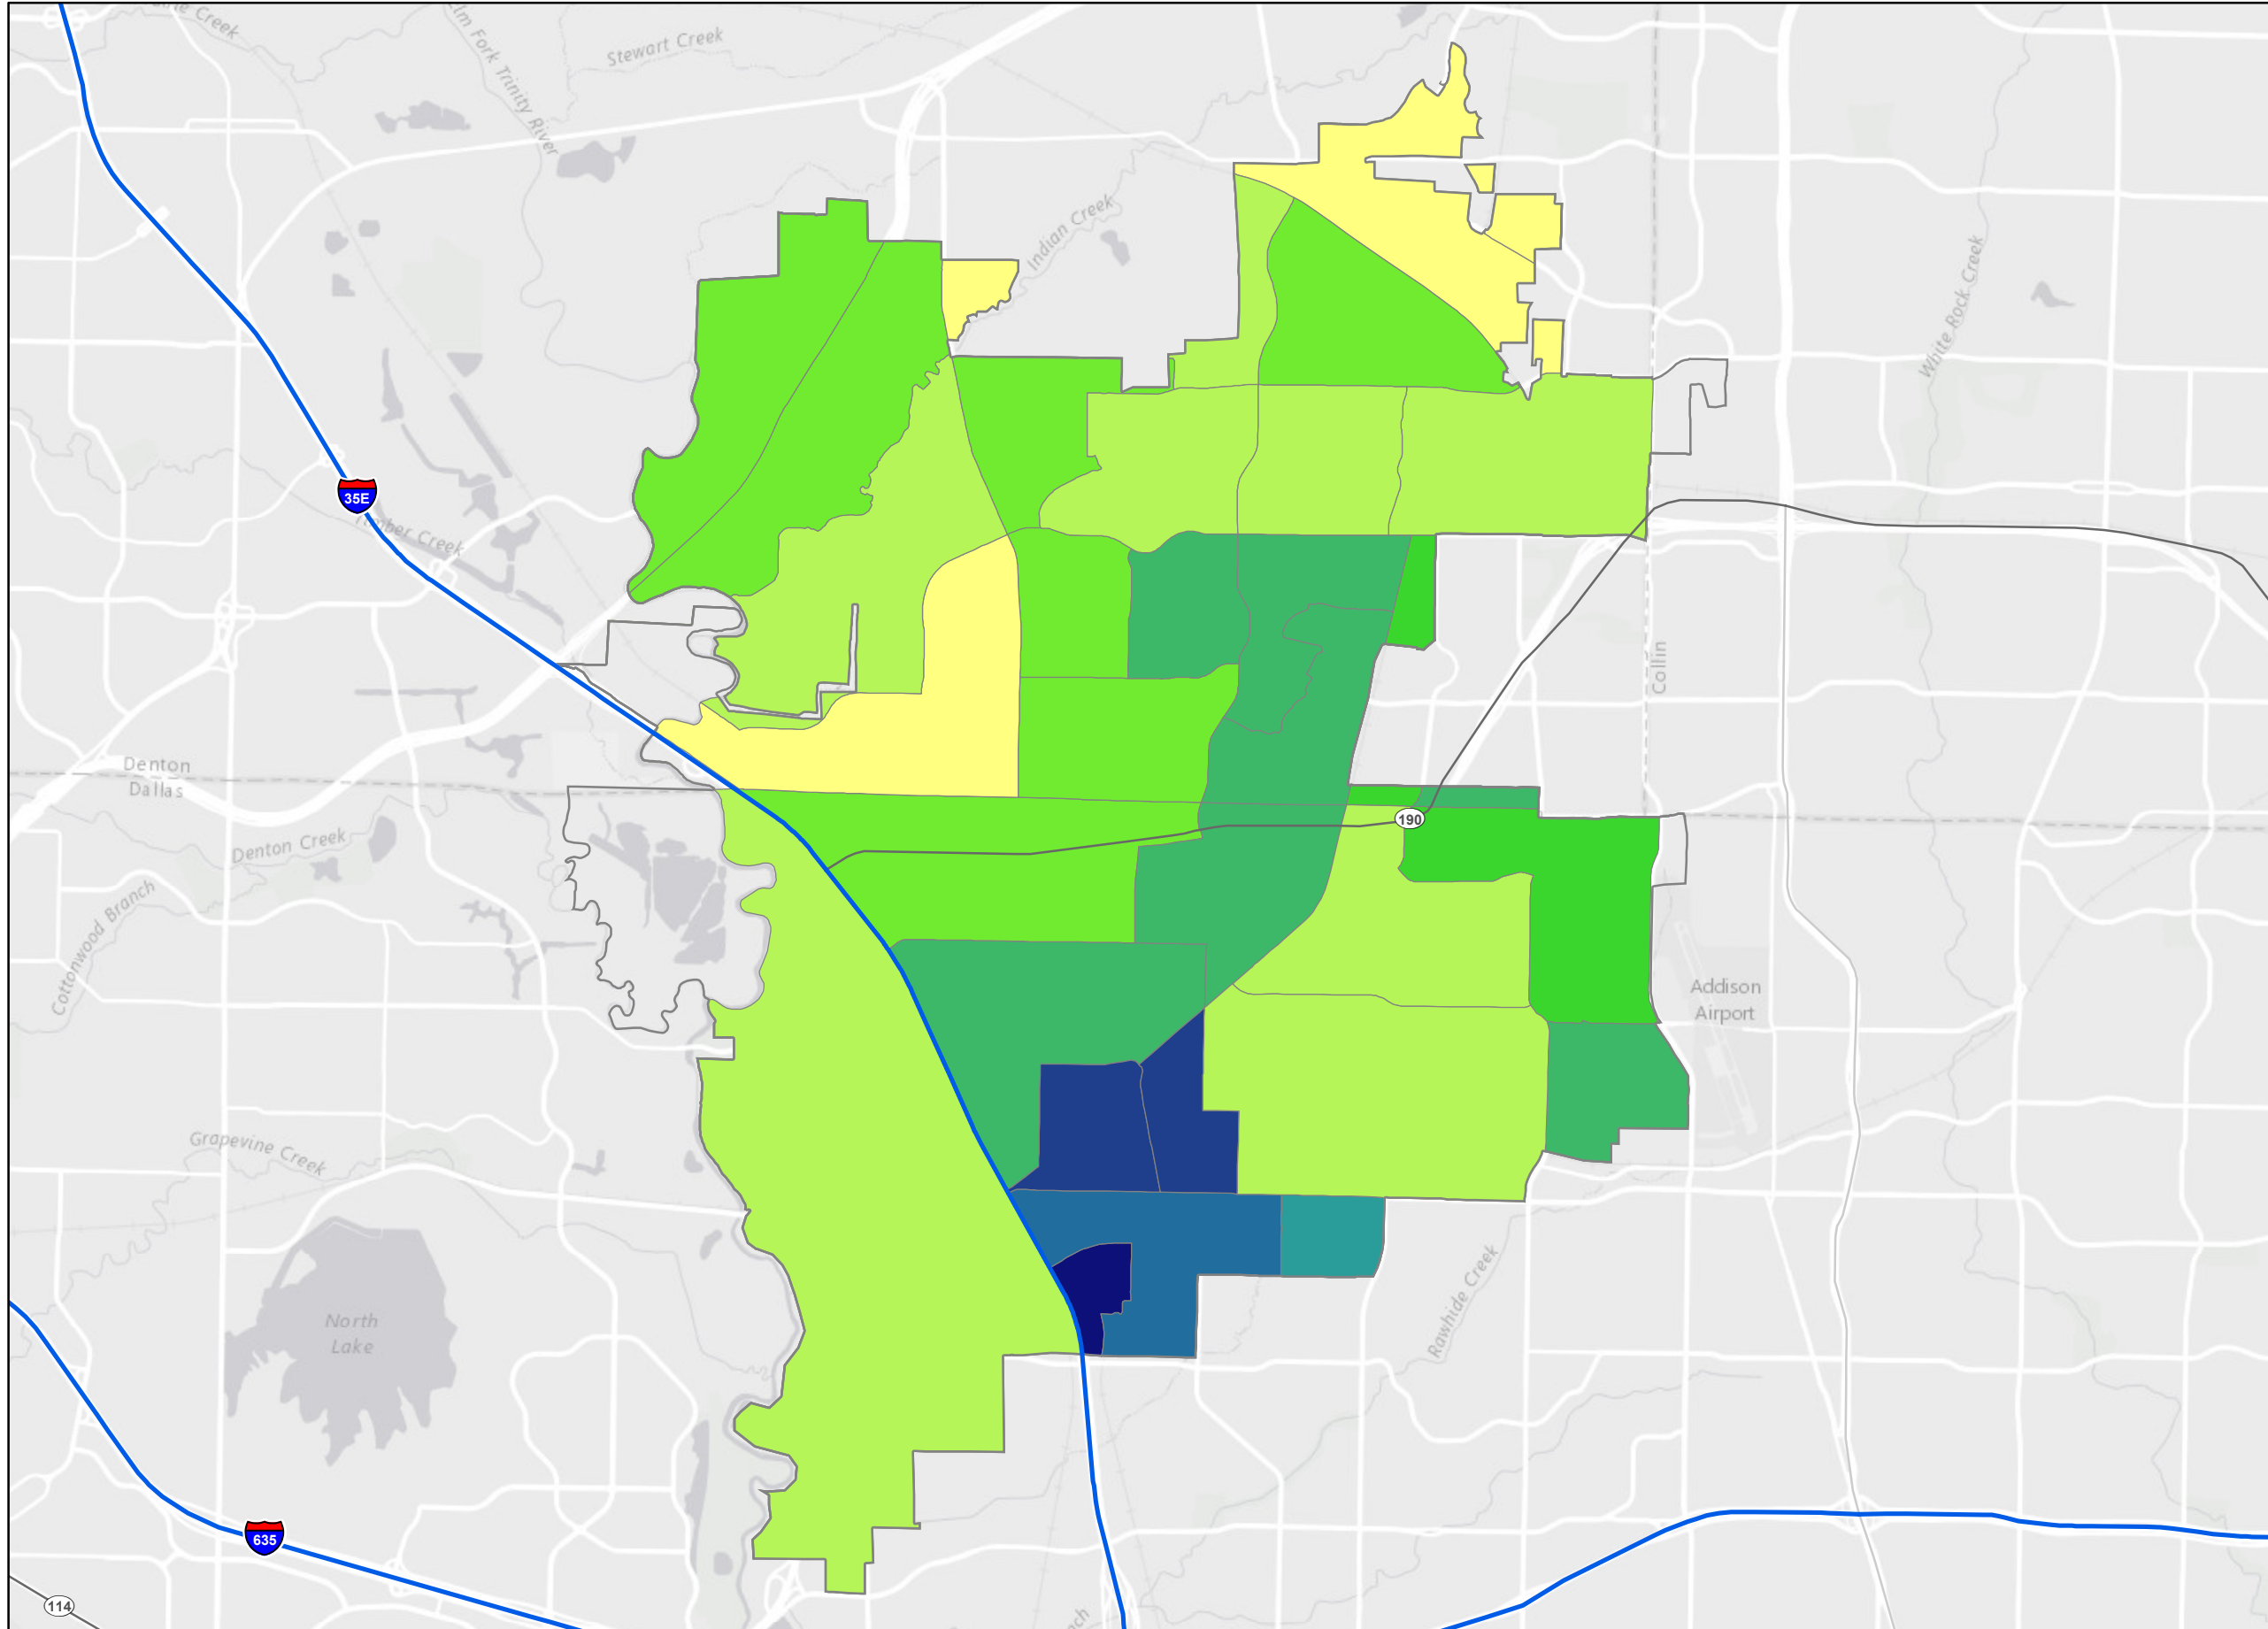 Elm Fork Trinity River
Stewart Creek
Indian Creek
White Rock Creek
35E
Timber Creek
Collin
Denton
Dallas
190
Denton Creek
Cottonwood Branch
Addison
Airport
Grapevine Creek
North
Lake
Rawhide Creek
635
114